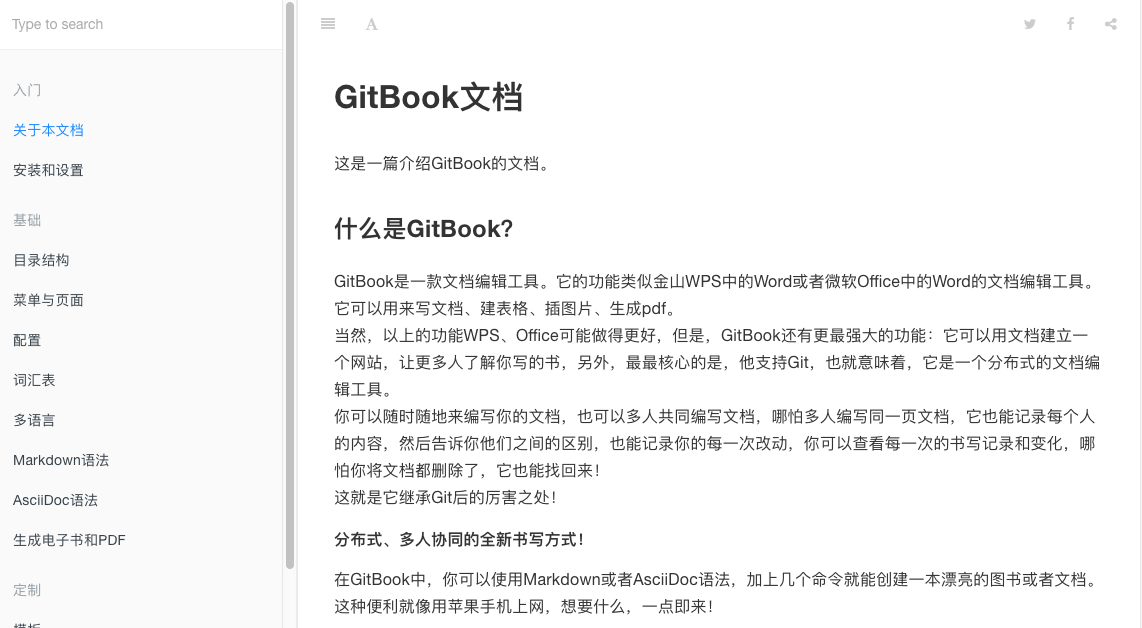 Type to search
入门
关于本文档
安装和设置
基础
目录结构
菜单与页面
配置
词汇表
多语言
Markdown语法
AsciiDoc语法
生成电子书和PDF
定制
模板
A
GitBook文档
这是一篇介绍GitBook的文档。
什么是GitBook?
GitBook是一款文档编辑工具。它的功能类似金山WPS中的Word或者微软Office中的Word的文档编辑工具。
它可以用来写文档、建表格、插图片、生成pdf。
当然，以上的功能WPS、Office可能做得更好，但是，GitBook还有更最强大的功能：它可以用文档建立一
个网站，让更多人了解你写的书，另外，最最核心的是，他支持Git，也就意味着，它是一个分布式的文档编
辑工具。
你可以随时随地来编写你的文档，也可以多人共同编写文档，哪怕多人编写同一页文档，它也能记录每个人
的内容，然后告诉你他们之间的区别，也能记录你的每一次改动，你可以查看每一次的书写记录和变化，哪
怕你将文档都删除了，它也能找回来！
这就是它继承Git后的厉害之处！
分布式、多人协同的全新书写方式！
在GitBook中，你可以使用Markdown或者AsciiDoc语法，加上几个命令就能创建一本漂亮的图书或者文档。
这种便利就像用苹果手机上网，想要什么，一点即来！